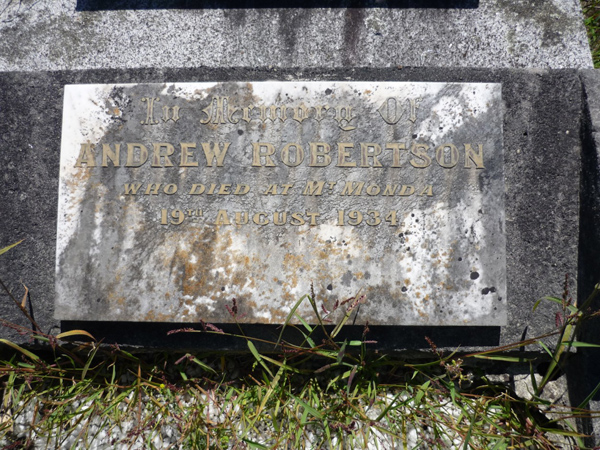 In Memory Of
ANDREW ROBERTSON
WHO DIED AT MT MONDA
19TH AUGUST 1934